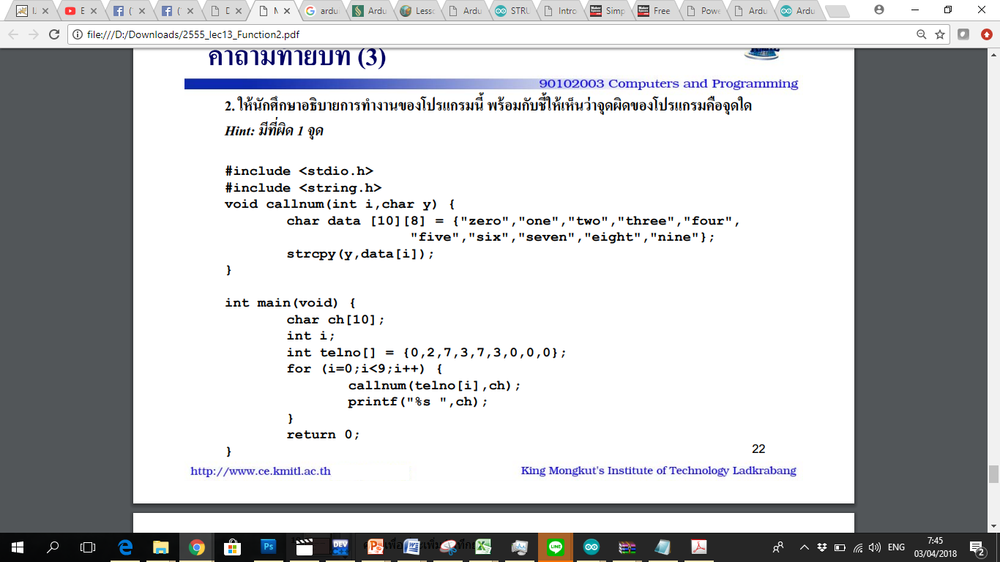 I.
E
(
(
D
M
ardu
Ardu
Lesso
Ardu
STRU
Intro
Simp
Free
Powe
Ardu
Ardu
file:///D:/Downloads/2555_lec13_Function2.pdf
คำถามท้ายบท (3)
90102003 Computers and Programming
2. ให้นักศึกษาอธิบายการทำงานของโปรแกรมนี้ พร้อมกับชี้ให้เห็นว่าจุดผิดของโปรแกรมคือจุดใด
Hint: มีที่ผิด 1 จุด
#include <stdio.h>
#include <string.h>
void callnum(int i,char y) {
char data [10][8] = {"zero","one","two","three","four",
"five","six","seven","eight","nine"};
strcpy(y,data[i]);
}
int main(void) {
char ch[10];
int i;
int telno[] = {0,2,7,3,7,3,0,0,0};
for (i=0;i<9;i++) {
callnum(telno[i],ch);
printf("%s ",ch);
}
return 0;
}
22
http://www.ce.kmitl.ac.th
King Mongkut's Institute of Technology Ladkrabang
Ps
DEV
LINE
ENG
7:45
03/04/2018
2